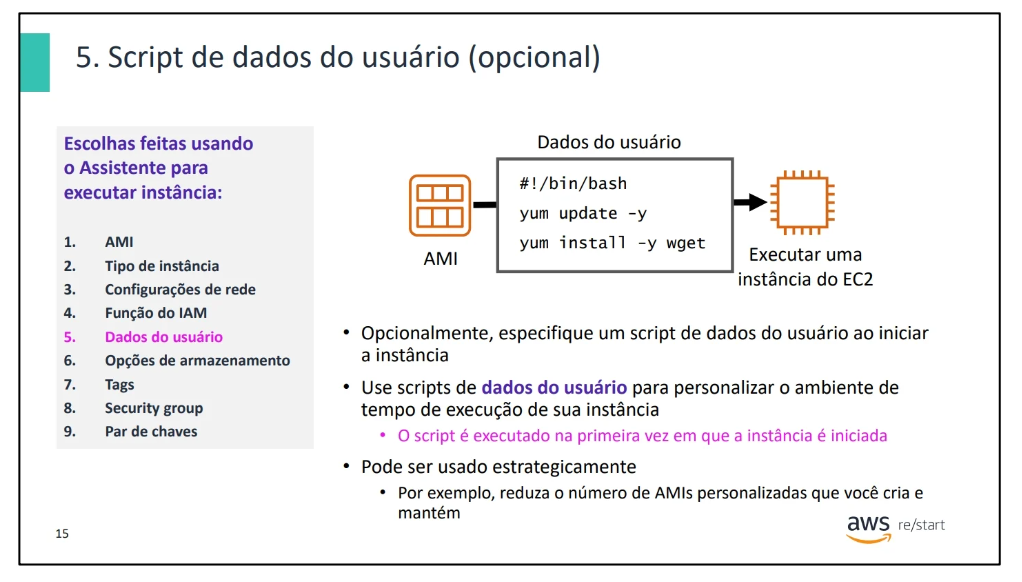 5. Script de dados do usuário (opcional)
Escolhas feitas usando
o Assistente para
executar instância:
1. AMI
2. Tipo de instância
3. Configurações de rede
4. Função do IAM
5. Dados do usuário
6. Opções de armazenamento
7. Tags
8. Security group
9. Par de chaves
Dados do usuário
#!/bin/bash
yum update -y
yum install -y wget
AMI
Executar uma
instância do EC2
• Opcionalmente, especifique um script de dados do usuário ao iniciar
a instância
• Use scripts de dados do usuário para personalizar o ambiente de
tempo de execução de sua instância
• O script é executado na primeira vez em que a instância é iniciada
• Pode ser usado estrategicamente
• Por exemplo, reduza o número de AMIs personalizadas que você cria e
mantém
15
aws re/start